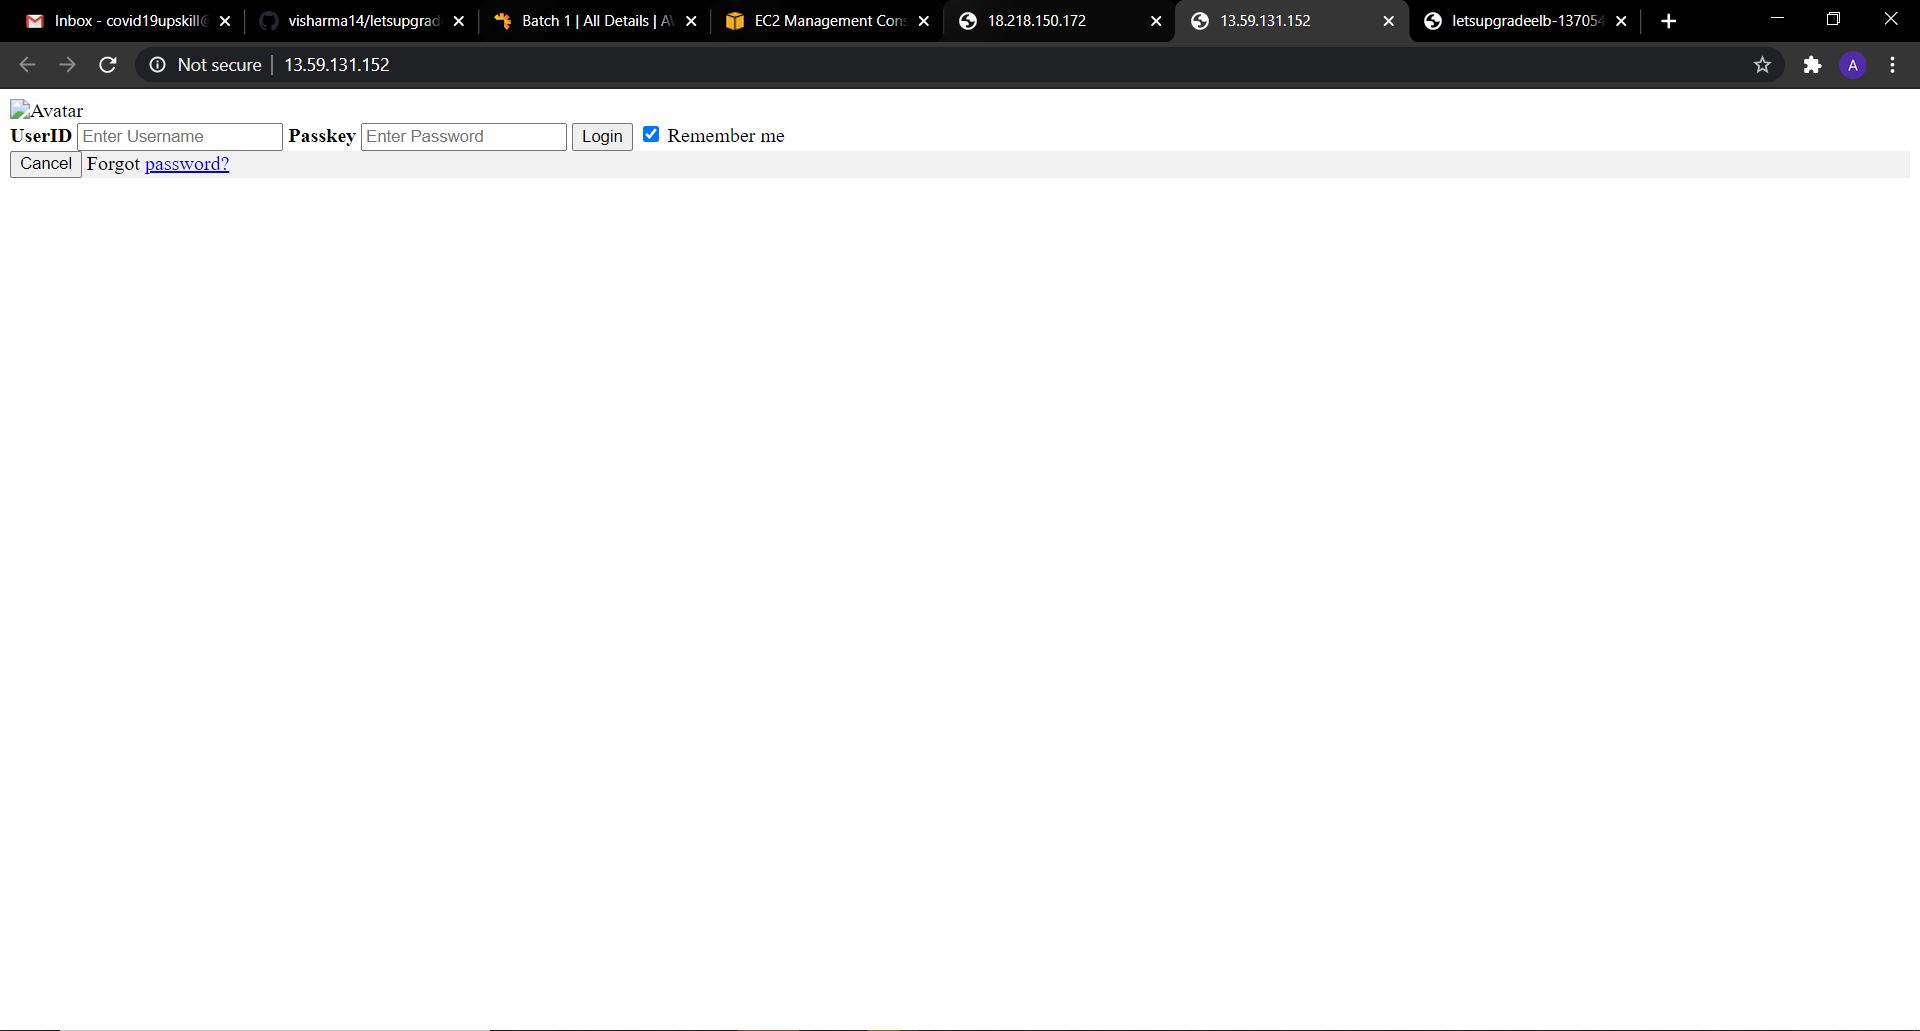 Inbox - covid19upskill@ visharma14/letsupgrad Batch 1 | All Details | A EC2 Management Cons 18.218.150.172 13.59.131.152 letsupgradeelb-137054
Not secure 13.59.131.152 A
Avatar
UserID Enter Username Passkey Enter Password Login Remember me
Cancel Forgot password?